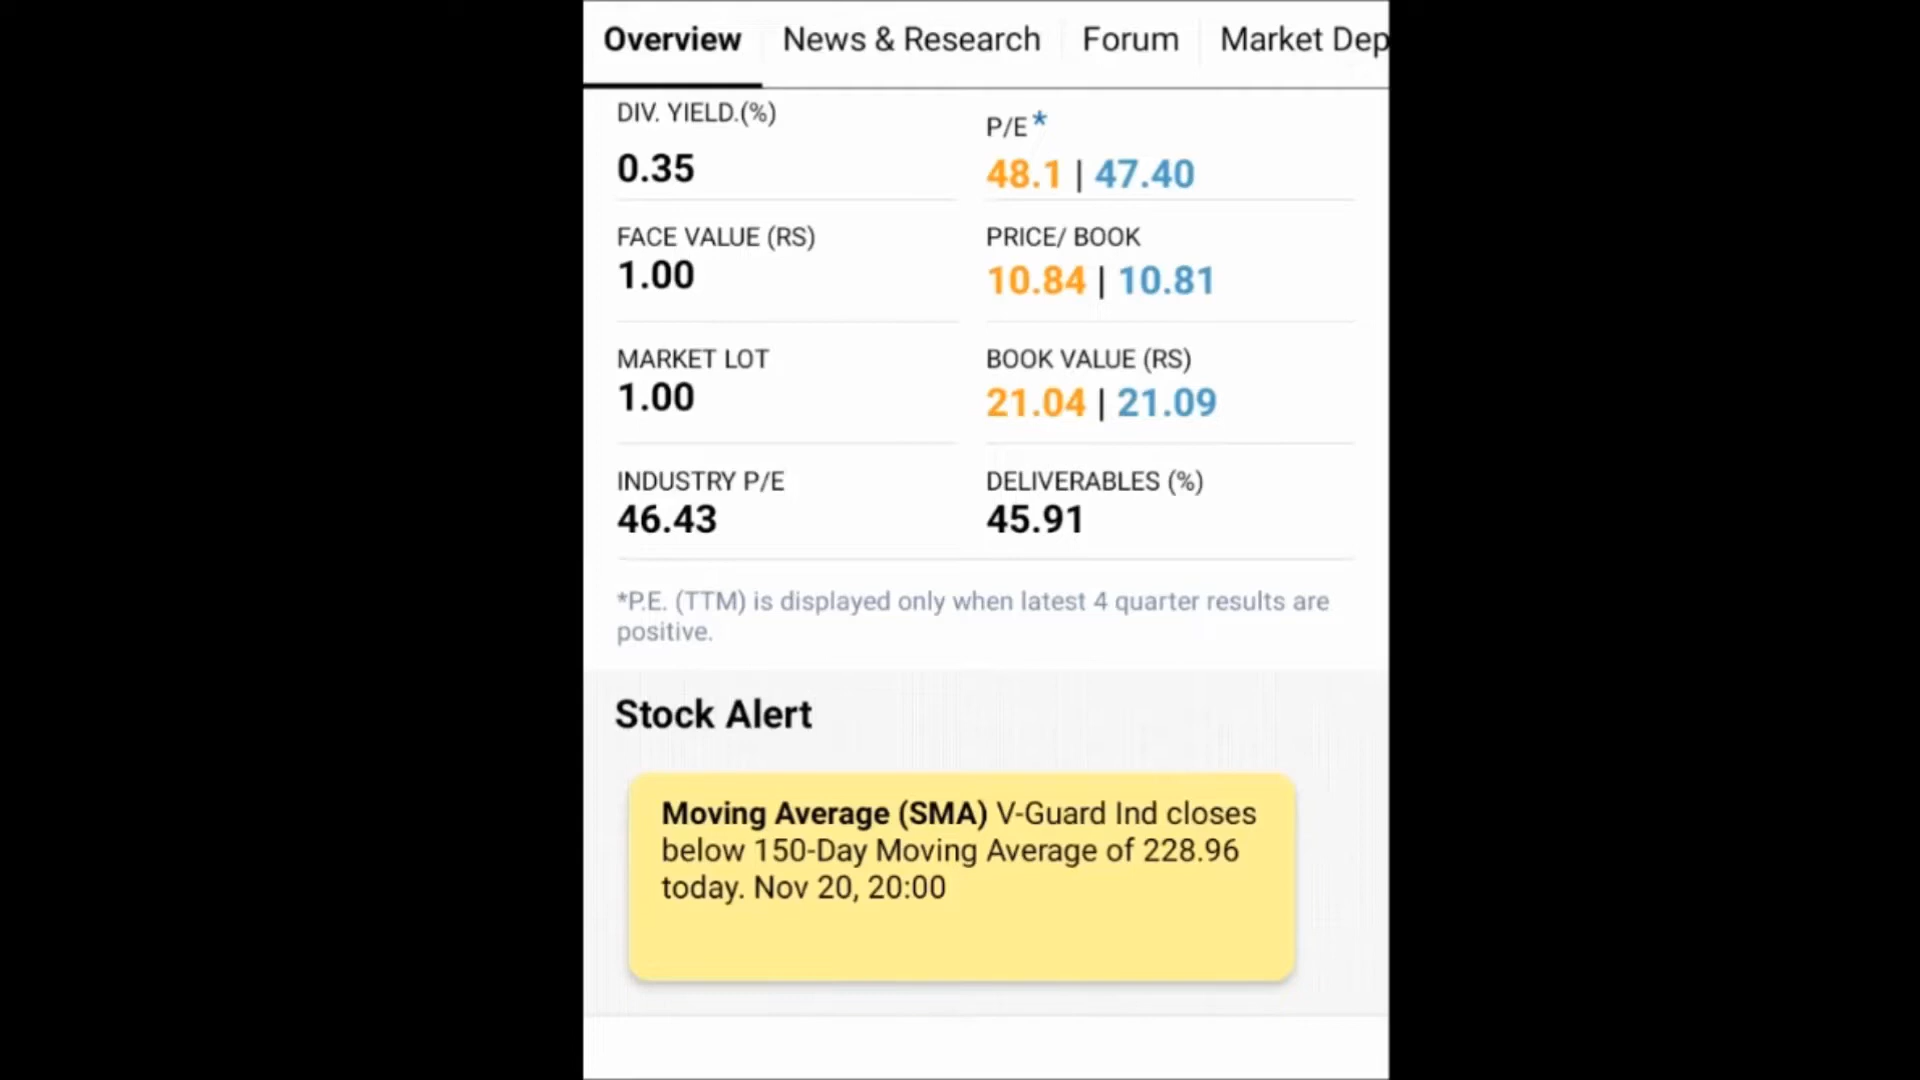 Overview News & Research Forum Market Dep
DIV. YIELD.(%) P/E*
0.35 48.1 | 47.40
FACE VALUE (RS) PRICE/ BOOK
1.00 10.84 | 10.81
MARKET LOT BOOK VALUE (RS)
1.00 21.04 | 21.09
INDUSTRY P/E DELIVERABLES (%)
46.43 45.91
*P.E. (TTM) is displayed only when latest 4 quarter results are
positive.
Stock Alert
Moving Average (SMA) V-Guard Ind closes
below 150-Day Moving Average of 228.96
today. Nov 20, 20:00